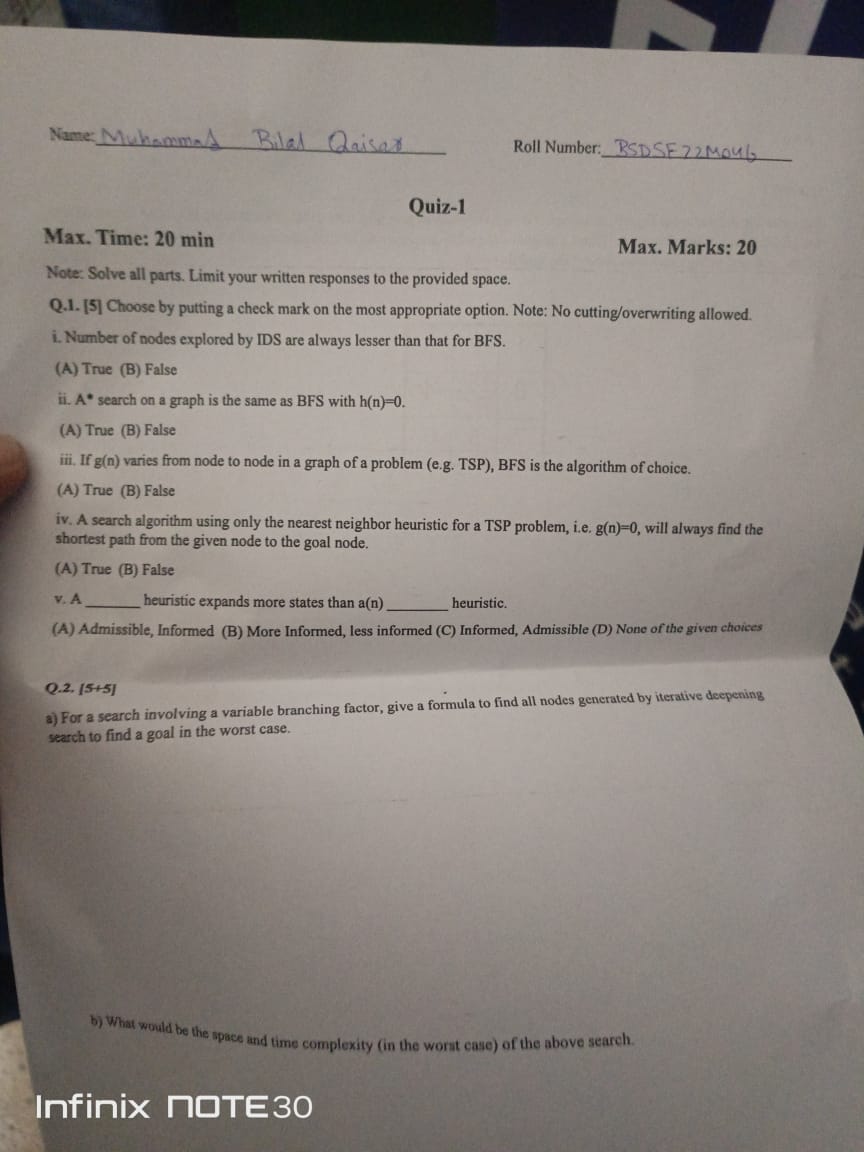 Name: Muhammad Bilal Qaisar
Roll Number: BSDSF22M046
Quiz-1
Max. Time: 20 min
Max. Marks: 20
Note: Solve all parts. Limit your written responses to the provided space.
Q.1. [5] Choose by putting a check mark on the most appropriate option. Note: No cutting/overwriting allowed.
i. Number of nodes explored by IDS are always lesser than that for BFS.
(A) True (B) False
ii. A* search on a graph is the same as BFS with h(n)=0.
(A) True (B) False
iii. If g(n) varies from node to node in a graph of a problem (e.g. TSP), BFS is the algorithm of choice.
(A) True (B) False
iv. A search algorithm using only the nearest neighbor heuristic for a TSP problem, i.e. g(n)=0, will always find the
shortest path from the given node to the goal node.
(A) True (B) False
v. A ______ heuristic expands more states than a(n) ________ heuristic.
(A) Admissible, Informed (B) More Informed, less informed (C) Informed, Admissible (D) None of the given choices
Q.2. [5+5]
a) For a search involving a variable branching factor, give a formula to find all nodes generated by iterative deepening
search to find a goal in the worst case.
b) What would be the space and time complexity (in the worst case) of the above search.
Infinix NOTE 30